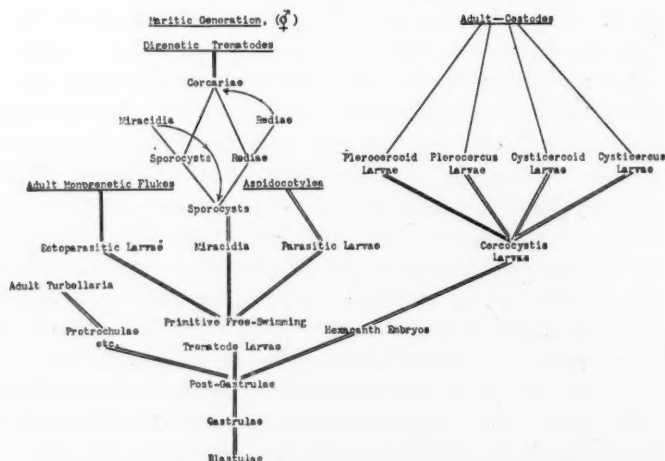 Maritic Generation, (⚥)
Adult—Cestodes
Digenetic Trematodes
Cercariae
Miracidia
Rediae
Sporocysts
Rediae
Plerocercoid Larvae
Plerocercus Larvae
Cysticercoid Larvae
Cysticercus Larvae
Adult Monogenetic Flukes
Aspidocotyles
Sporocysts
Ectoparasitic Larvae
Miracidia
Parasitic Larvae
Cercocystis Larvae
Adult Turbellaria
Primitive Free-Swimming
Trematode Larvae
Hexacanth Embryos
Protrochulae
etc.
Post-Gastrulae
Gastrulae
Blastulae